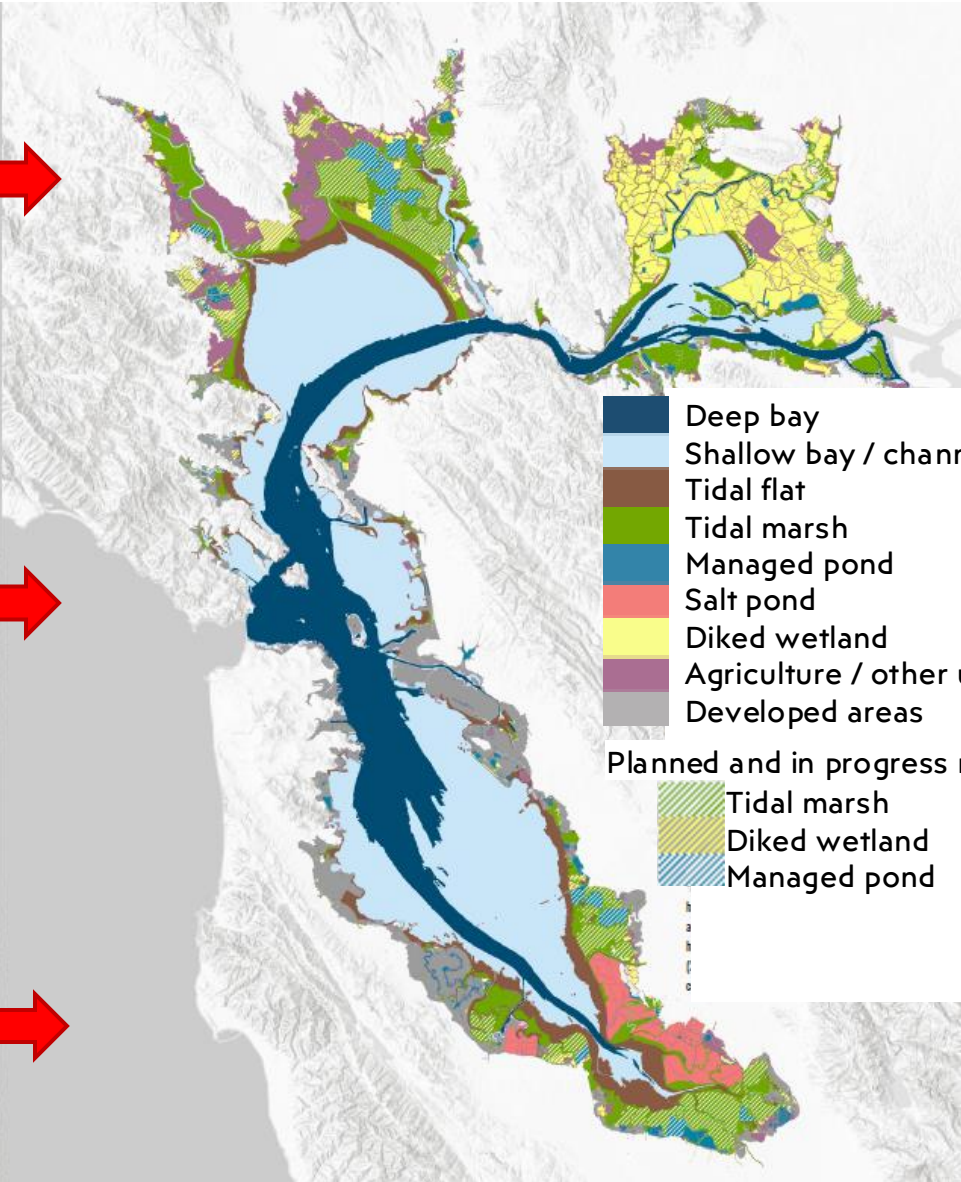 Deep bay
Shallow bay / chann
Tidal flat
Tidal marsh
Managed pond
Salt pond
Diked wetland
Agriculture / other u
Developed areas
Planned and in progress r
Tidal marsh
Diked wetland
Managed pond
h
a
h
(
c